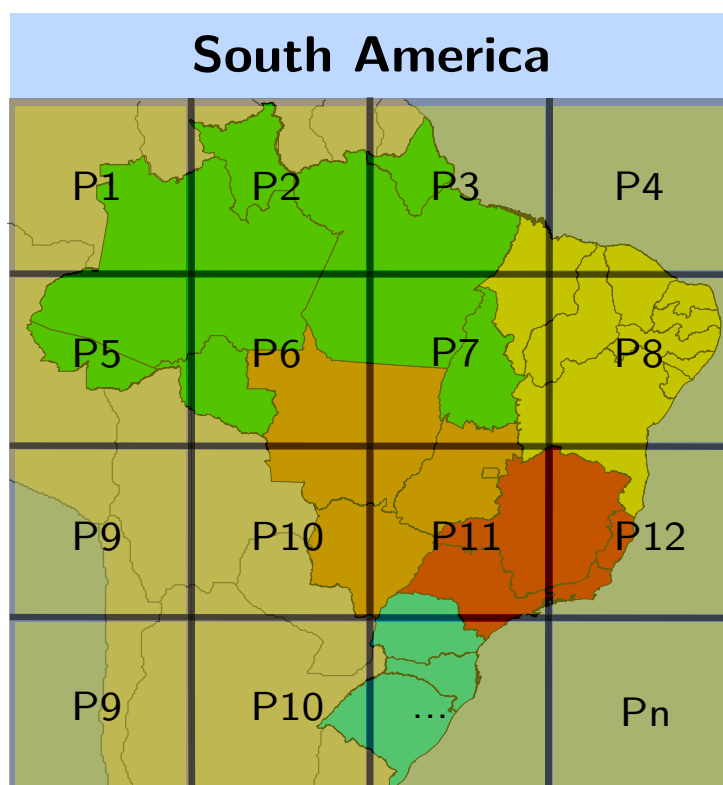 South America
P1 P2 P3 P4
P5 P6 P7 P8
P9 P10 P11 P12
P9 P10 ... Pn